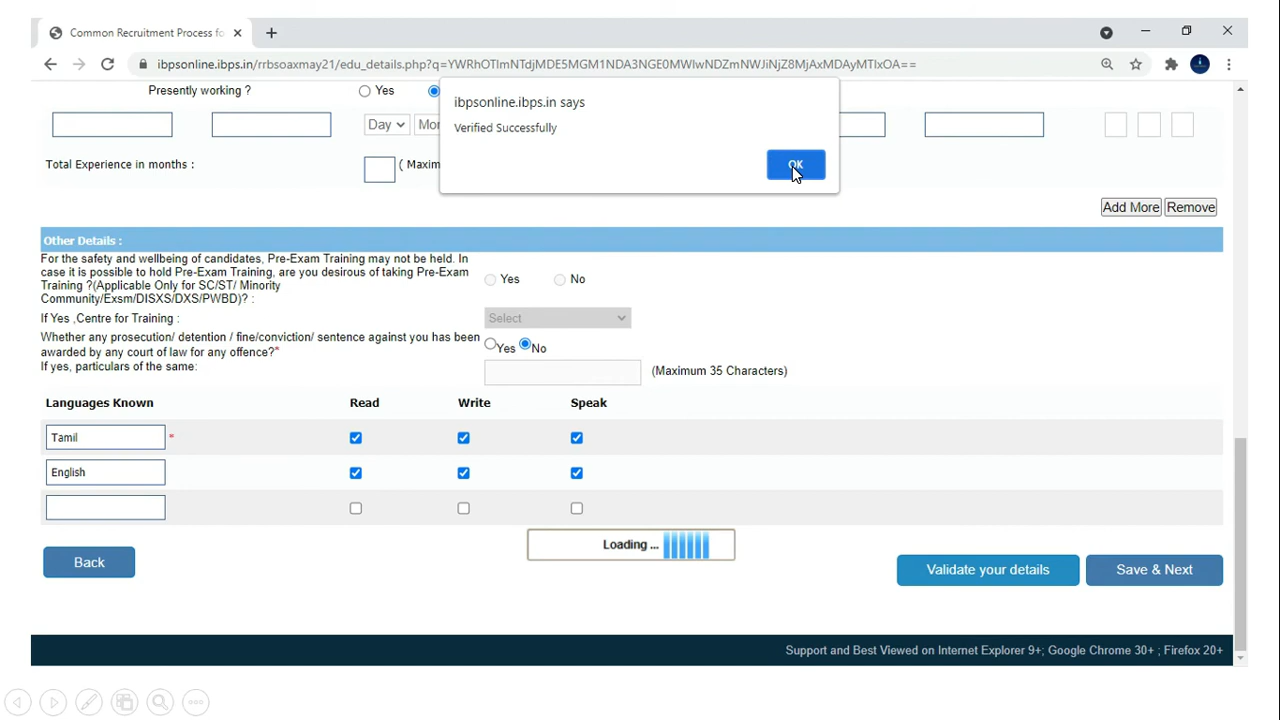 Common Recruitment Process fo
ibpsonline.ibps.in/rrbsoaxmay21/edu_details.php?q=YWRhOTImNTdjMDE5MGM1NDA3NGE0MWIwNDZmNWJiNjZ8MjAxMDAyMTIxOA==
Presently working ? Yes
ibpsonline.ibps.in says
Verified Successfully
OK
Day Mon
Total Experience in months : ( Maxim
Add More Remove
Other Details :
For the safety and wellbeing of candidates, Pre-Exam Training may not be held. In
case it is possible to hold Pre-Exam Training, are you desirous of taking Pre-Exam
Training ?(Applicable Only for SC/ST/ Minority
Community/Exsm/DISXS/DXS/PWBD)? :
Yes No
If Yes ,Centre for Training : Select
Whether any prosecution/ detention / fine/conviction/ sentence against you has been
awarded by any court of law for any offence?*
Yes No
If yes, particulars of the same: (Maximum 35 Characters)
Languages Known Read Write Speak
Tamil *
English
Loading ...
Back Validate your details Save & Next
Support and Best Viewed on Internet Explorer 9+; Google Chrome 30+ ; Firefox 20+